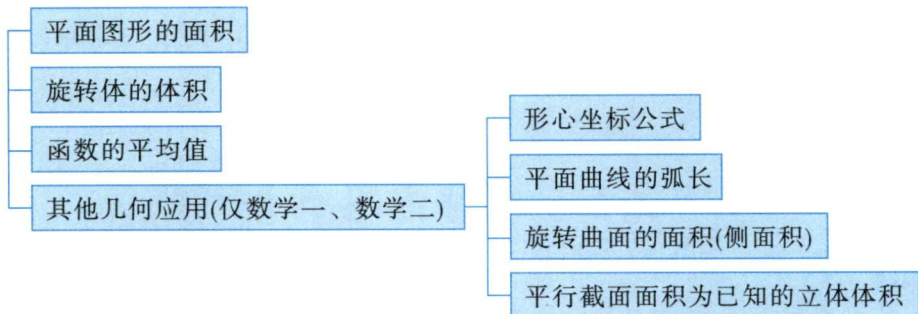 平面图形的面积
旋转体的体积
函数的平均值
其他几何应用(仅数学一、数学二)
形心坐标公式
平面曲线的弧长
旋转曲面的面积(侧面积)
平行截面面积为已知的立体体积